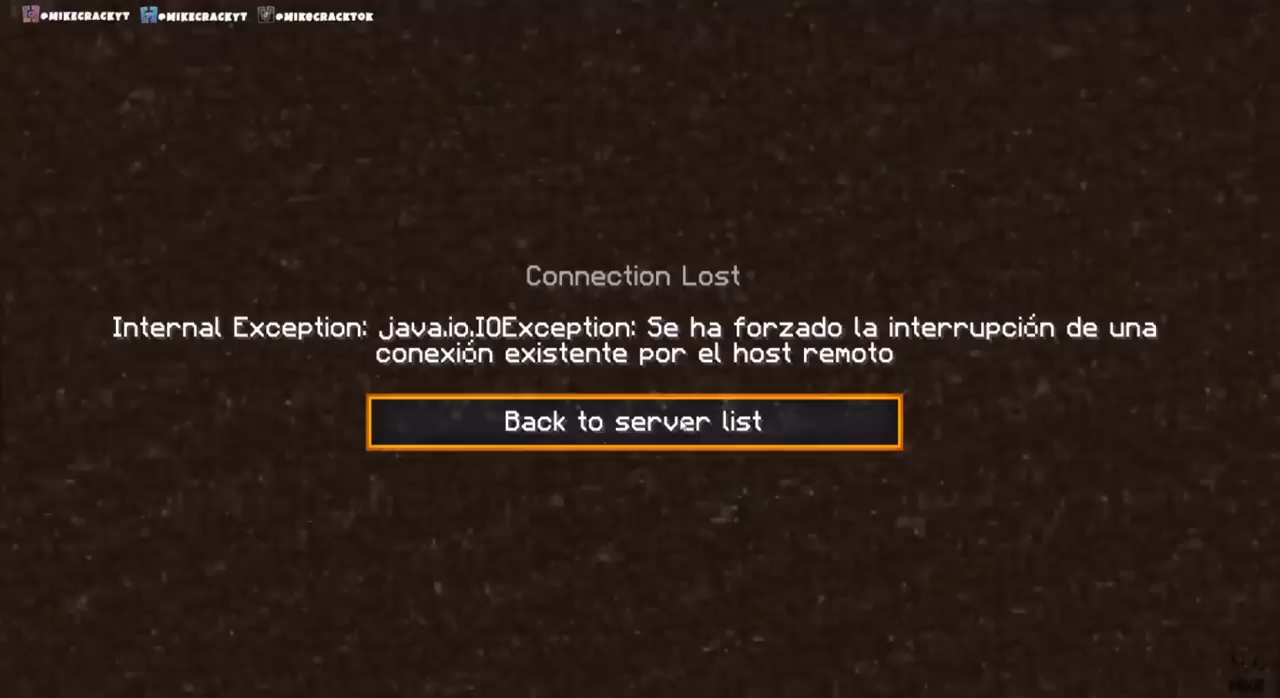 @MIKECRACKYT @MIKECRACKYT @MIKECRACKTOK
Connection Lost
Internal Exception: java.io.IOException: Se ha forzado la interrupción de una
conexión existente por el host remoto
Back to server list